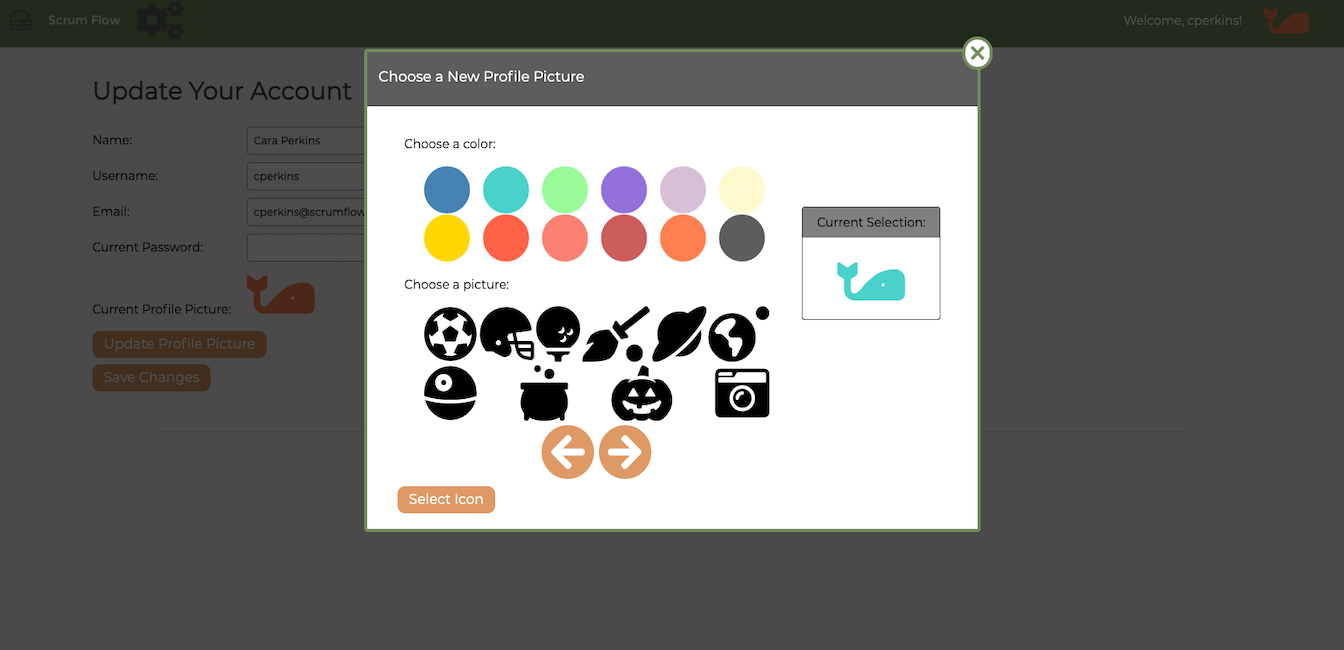 Scrum Flow
Welcome, cperkins!
Update Your Account
Name:
Cara Perkins
Username:
cperkins
Email:
cperkins@scrumflow
Current Password:
Current Profile Picture:
Update Profile Picture
Save Changes
Choose a New Profile Picture
Choose a color:
Current Selection:
Choose a picture:
Select Icon